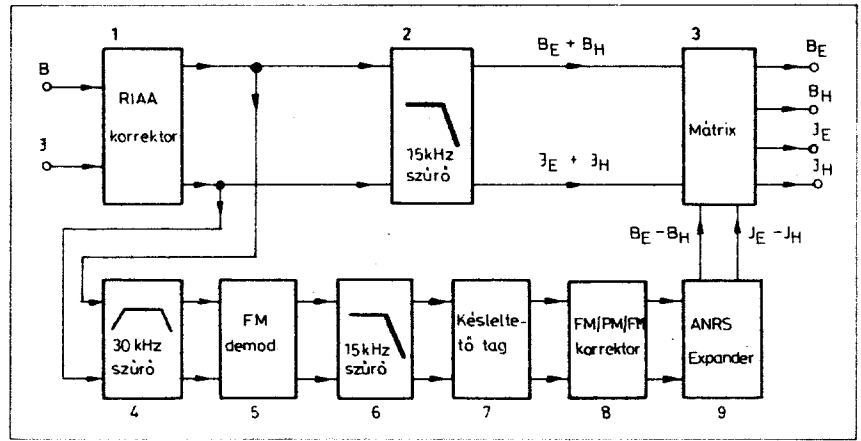 1
2
3
B
J
RIAA
korrektor
15kHz
szűrő
B_E + B_H
J_E + J_H
Mátrix
B_E
B_H
J_E
J_H
B_E – B_H
J_E – J_H
30 kHz
szűrő
FM
demod
15kHz
szűrő
Késlelte-
tő tag
FM/PM/FM
korrektor
ANRS
Expander
4
5
6
7
8
9